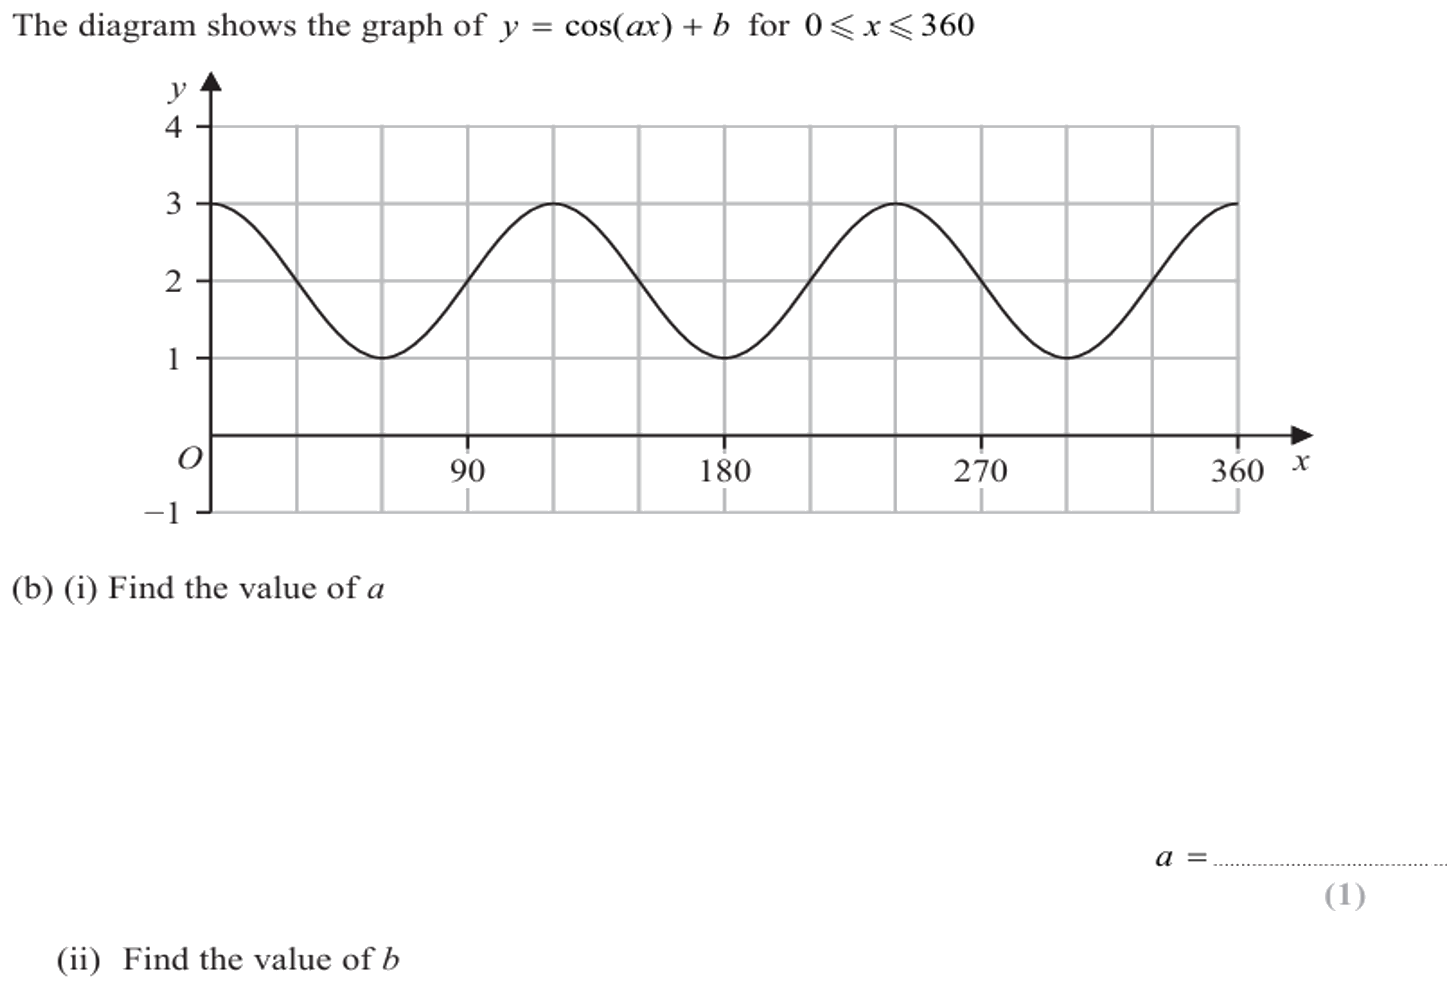 The diagram shows the graph of y = cos(ax) + b for 0 ⩽ x ⩽ 360
y
4
3
2
1
O
90
180
270
360
x
−1
(b) (i) Find the value of a
a = ..........................................
(1)
(ii) Find the value of b